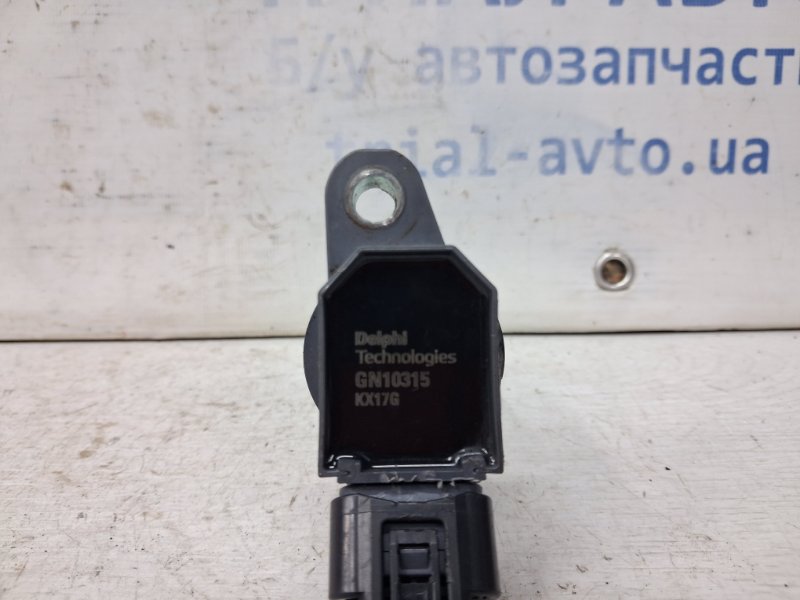 Б/у автозапчасти
trial-avto.ua
Delphi
Technologies
GN10315
KX17G